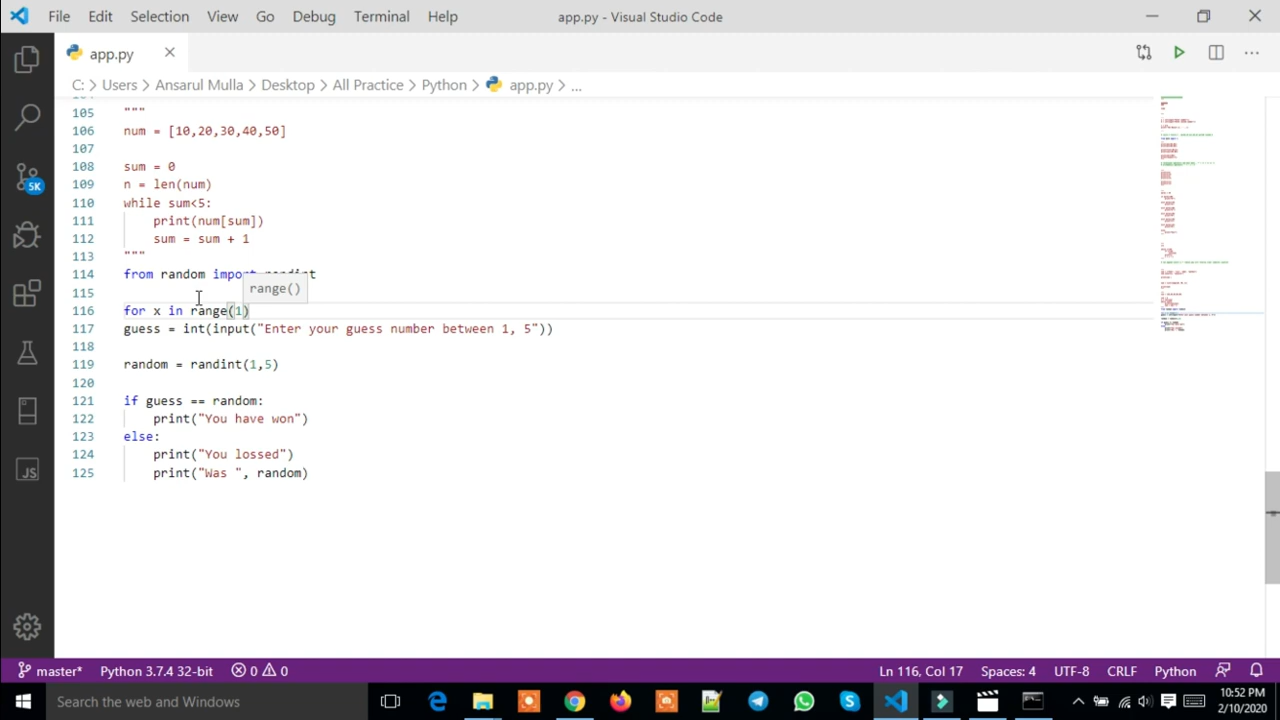 File Edit Selection View Go Debug Terminal Help app.py - Visual Studio Code
app.py
C: > Users > Ansarul Mulla > Desktop > All Practice > Python > app.py > ...
105 """
106 num = [10,20,30,40,50]
107
108 sum = 0
109 n = len(num)
110 while sum<5:
111 print(num[sum])
112 sum = sum + 1
113 """
114 from random import randint
115
range()
116 for x in range(1)
117 guess = int(input("Enter your guess number betwen 1, 5"))
118
119 random = randint(1,5)
120
121 if guess == random:
122 print("You have won")
123 else:
124 print("You lossed")
125 print("Was ", random)
5K
JS
master* Python 3.7.4 32-bit 0 0 Ln 116, Col 17 Spaces: 4 UTF-8 CRLF Python
Search the web and Windows
10:52 PM
2/10/2020